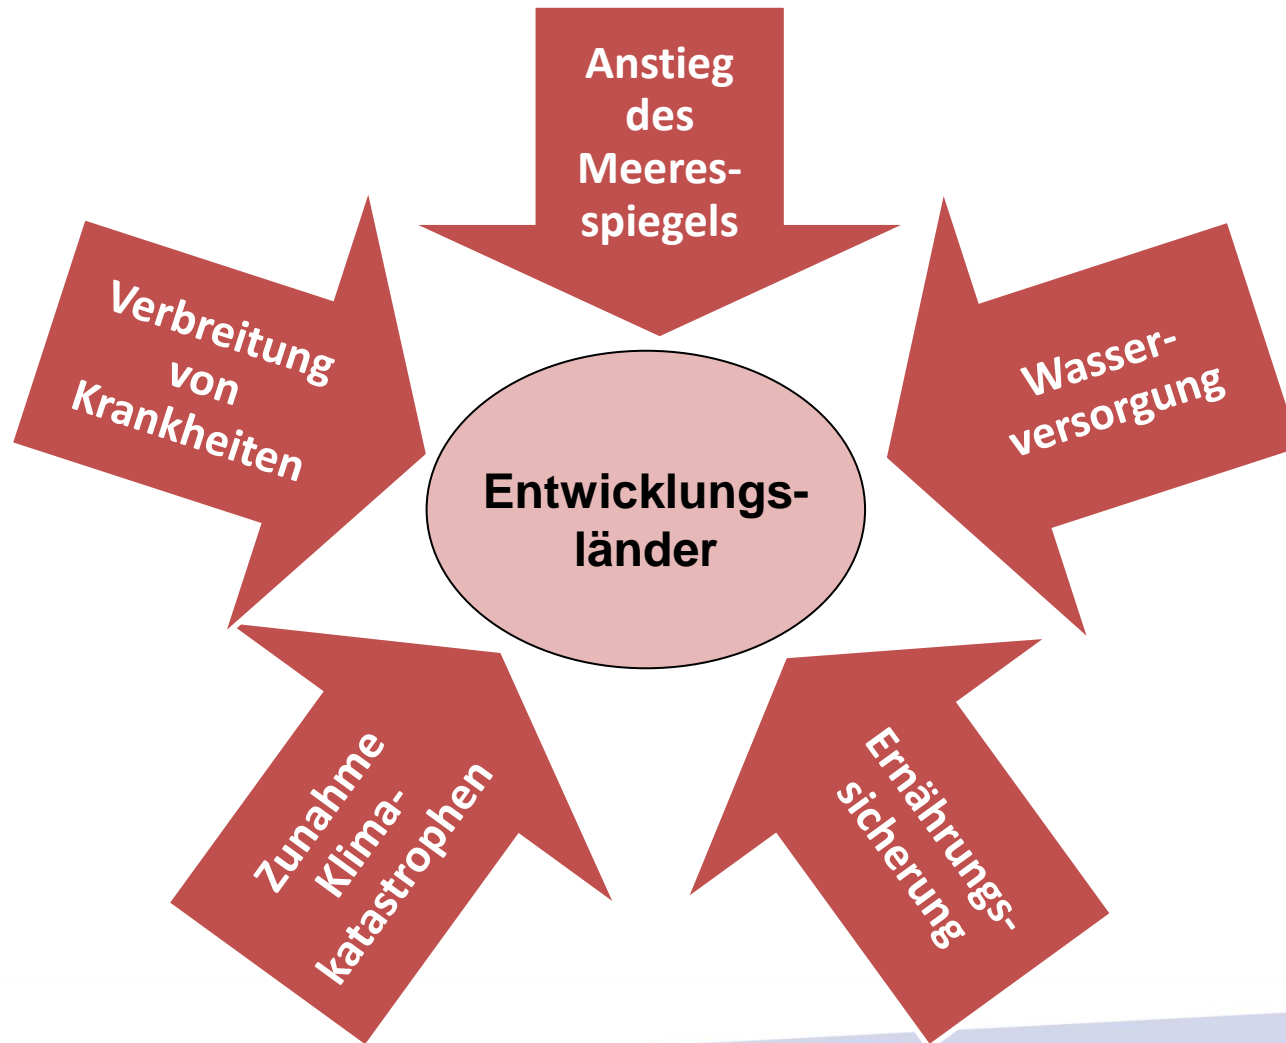 Anstieg
des
Meeres-
spiegels
Verbreitung
von
Krankheiten
Wasser-
versorgung
Entwicklungs-
länder
Zunahme
Klima-
katastrophen
Ernährungs-
sicherung